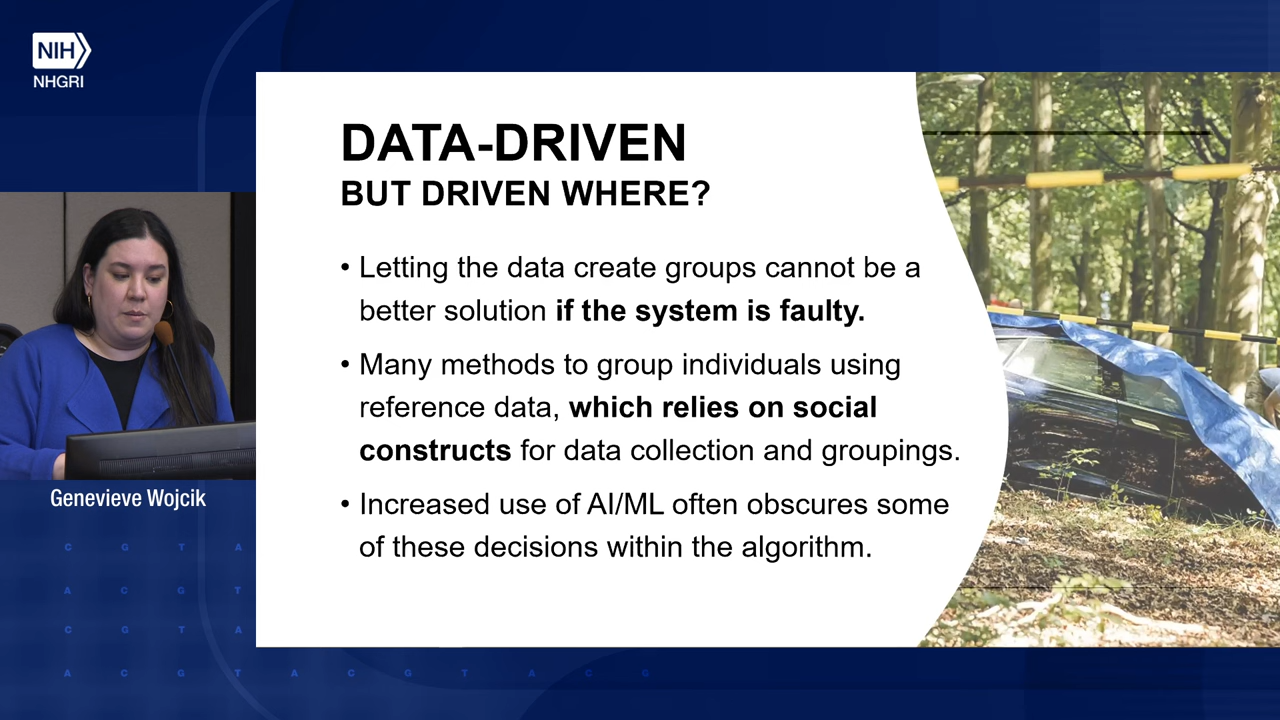 NIH
NHGRI
DATA-DRIVEN
BUT DRIVEN WHERE?
• Letting the data create groups cannot be a
better solution if the system is faulty.
• Many methods to group individuals using
reference data, which relies on social
constructs for data collection and groupings.
• Increased use of AI/ML often obscures some
of these decisions within the algorithm.
Genevieve Wojcik
C G T A
A C G T
C G T A
A C G T A C G T A C G